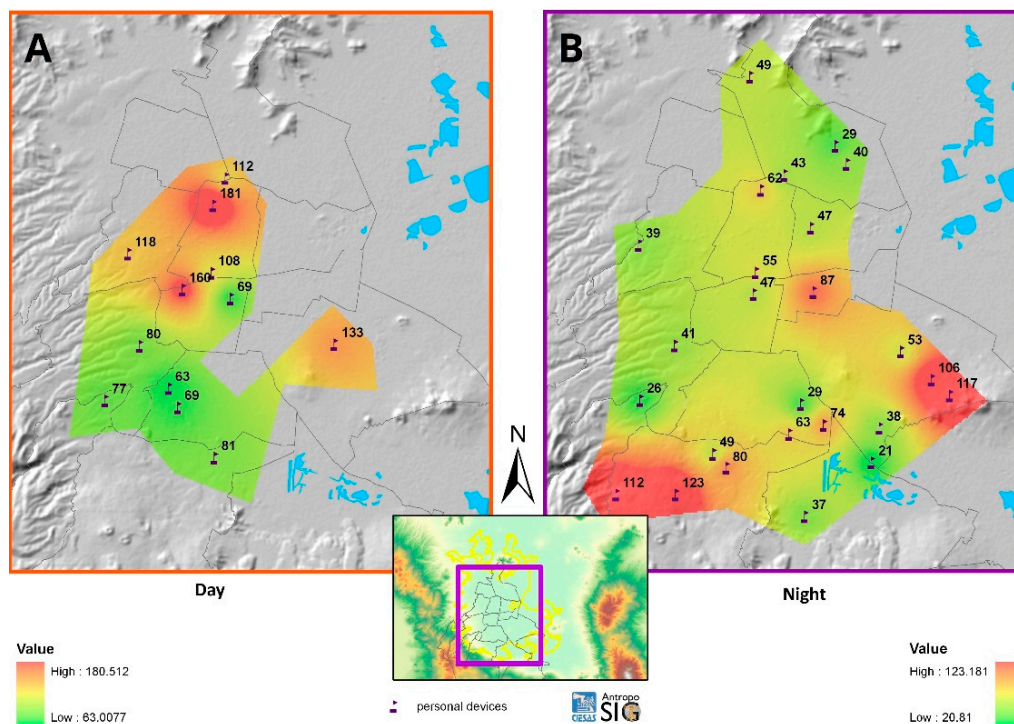 A
112
181
118
108
160
69
80
133
63
77
69
81
Day
B
49
29
40
43
62
47
39
55
47
87
53
41
106
117
26
29
74
38
63
49
21
80
112
123
37
Night
N
Value
High : 180.512
Low : 63.0077
personal devices
CIESAS
Antropo
SIG
Value
High :
123.181
Low : 20.81